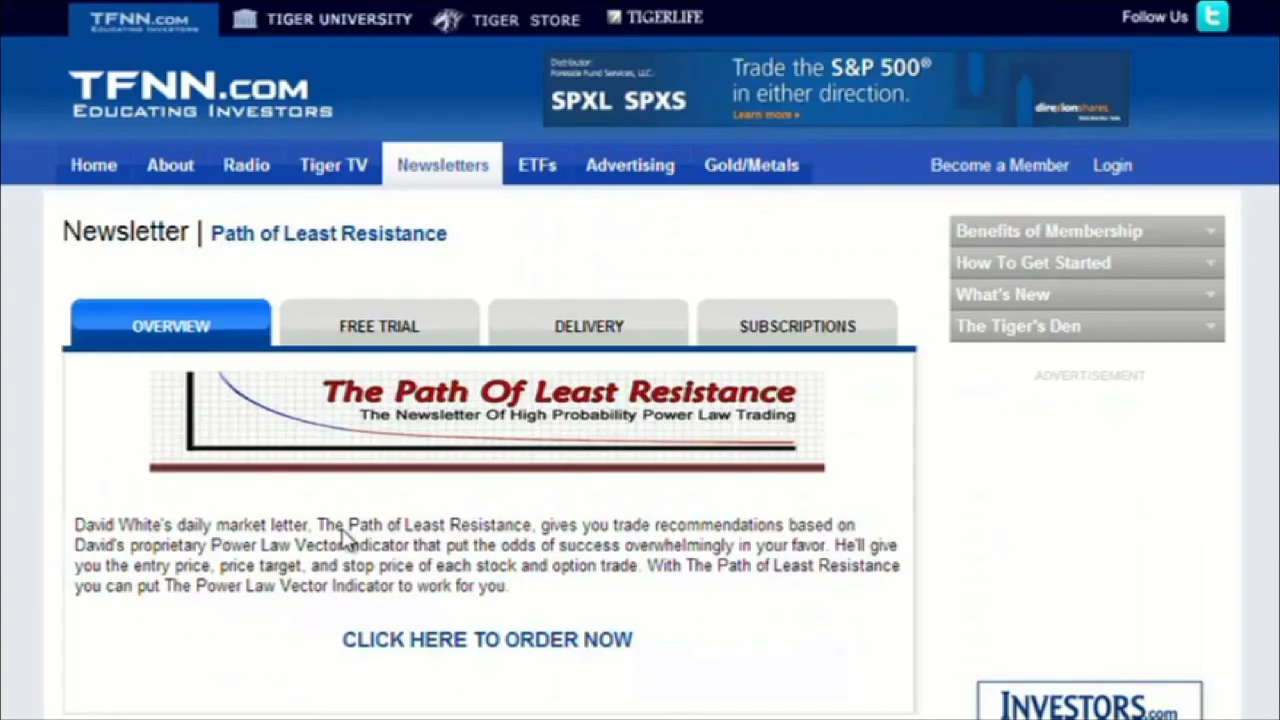 TFNN.COM
EDUCATING INVESTORS
TIGER UNIVERSITY
TIGER STORE
TIGERLIFE
Follow Us
TFNN.COM
EDUCATING INVESTORS
Distributor:
Foreside Fund Services, LLC.
SPXL SPXS
Trade the S&P 500®
in either direction.
Learn more
direxionshares
Home About Radio Tiger TV Newsletters ETFs Advertising Gold/Metals Become a Member Login
Newsletter | Path of Least Resistance
Benefits of Membership
How To Get Started
What's New
The Tiger's Den
ADVERTISEMENT
OVERVIEW FREE TRIAL DELIVERY SUBSCRIPTIONS
The Path Of Least Resistance
The Newsletter Of High Probability Power Law Trading
David White's daily market letter, The Path of Least Resistance, gives you trade recommendations based on
David's proprietary Power Law Vector Indicator that put the odds of success overwhelmingly in your favor. He'll give
you the entry price, price target, and stop price of each stock and option trade. With The Path of Least Resistance
you can put The Power Law Vector Indicator to work for you.
CLICK HERE TO ORDER NOW
INVESTORS.com